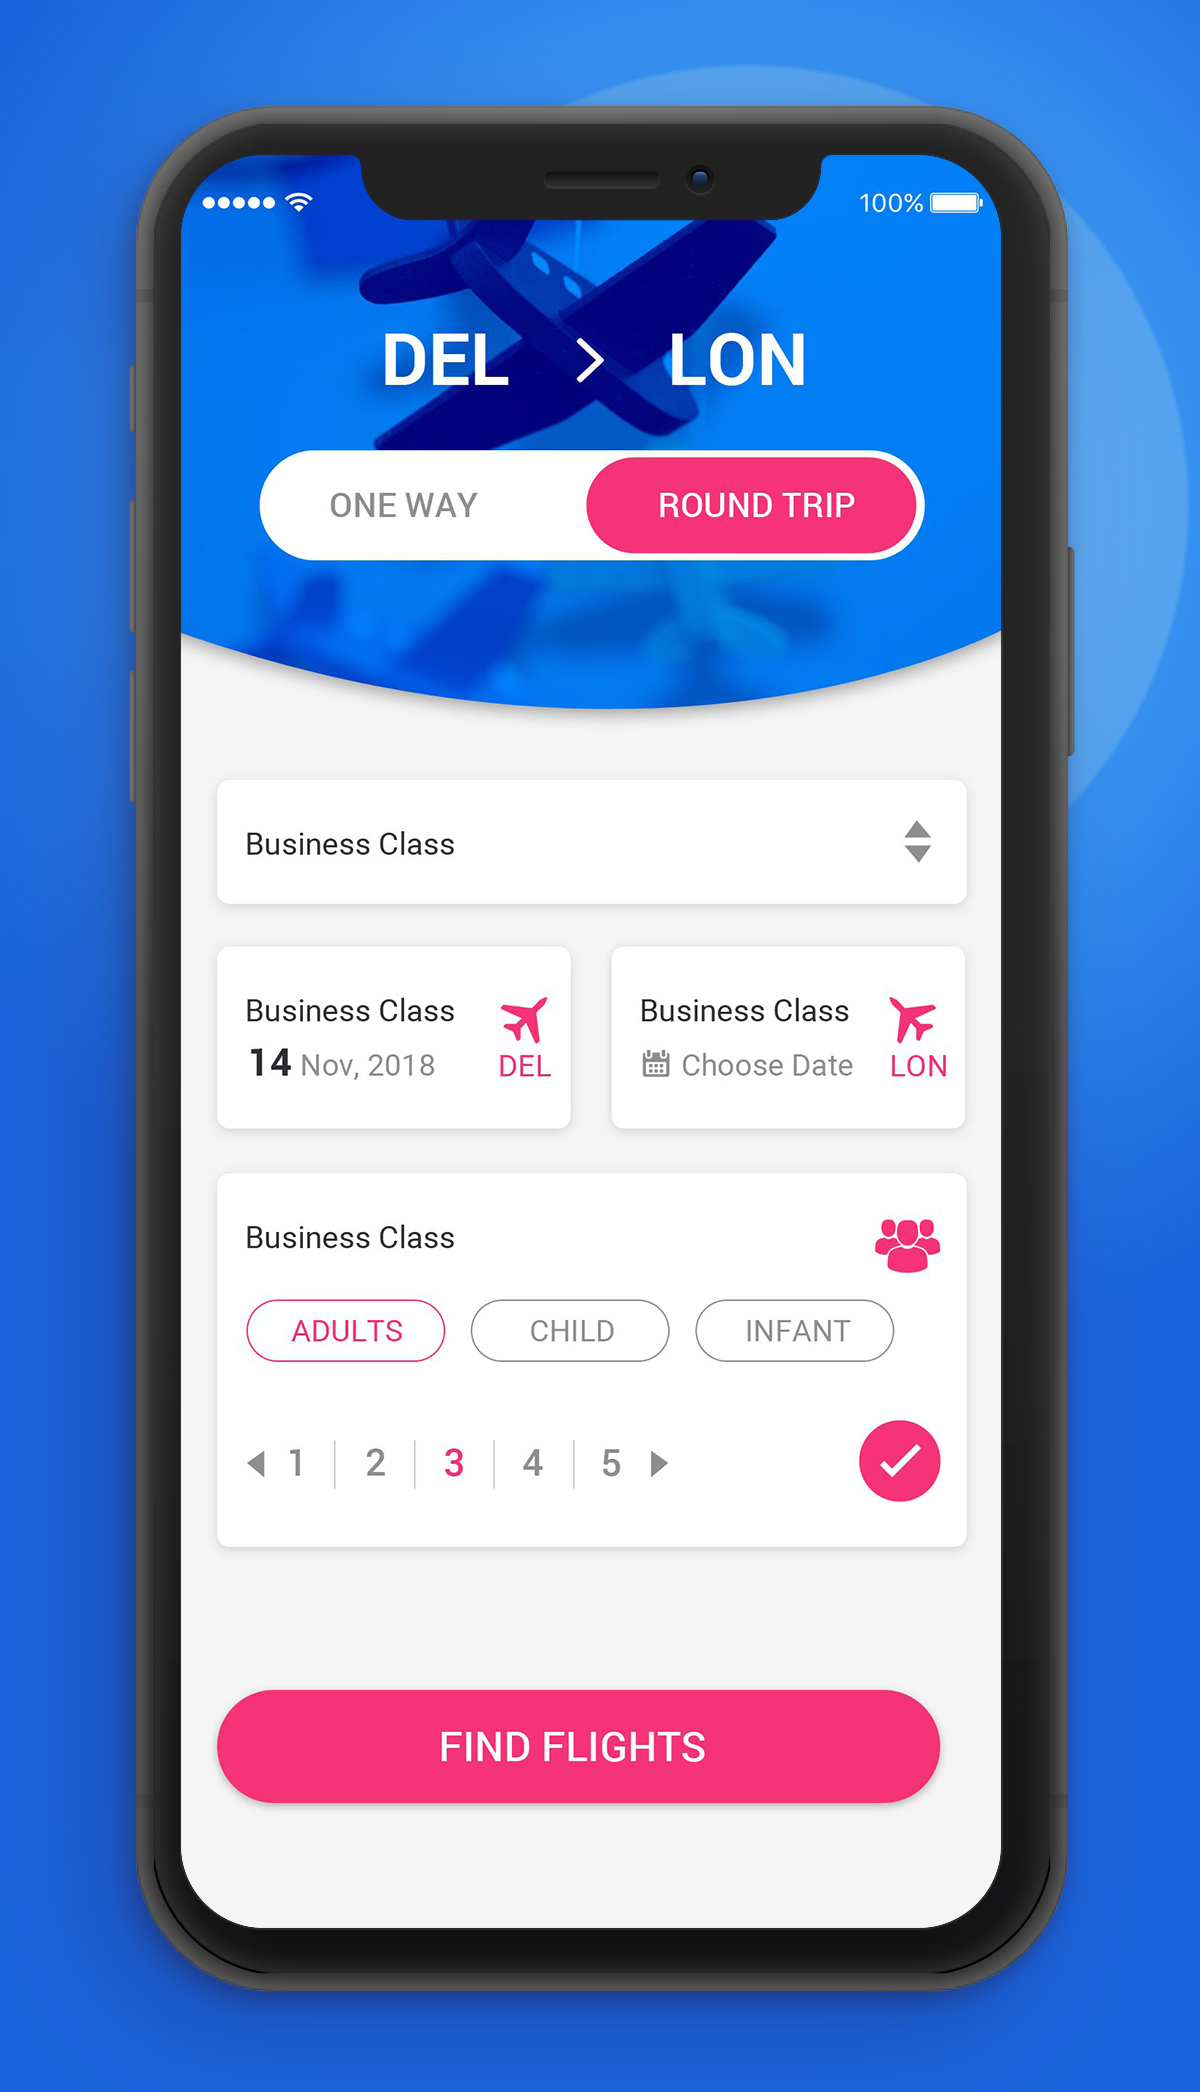 100%
DEL > LON
ONE WAY ROUND TRIP
Business Class
Business Class
14 Nov, 2018 DEL
Business Class
Choose Date LON
Business Class
ADULTS CHILD INFANT
1 2 3 4 5
FIND FLIGHTS